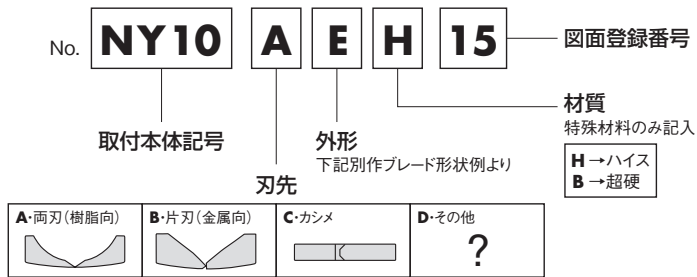 No. NY10 A E H 15 図面登録番号
材質
特殊材料のみ記入
取付本体記号
外形
下記別作ブレード形状例より
H→ハイス
B→超硬
刃先
A・両刃(樹脂向)
B・片刃(金属向)
C・カシメ
D・その他
?